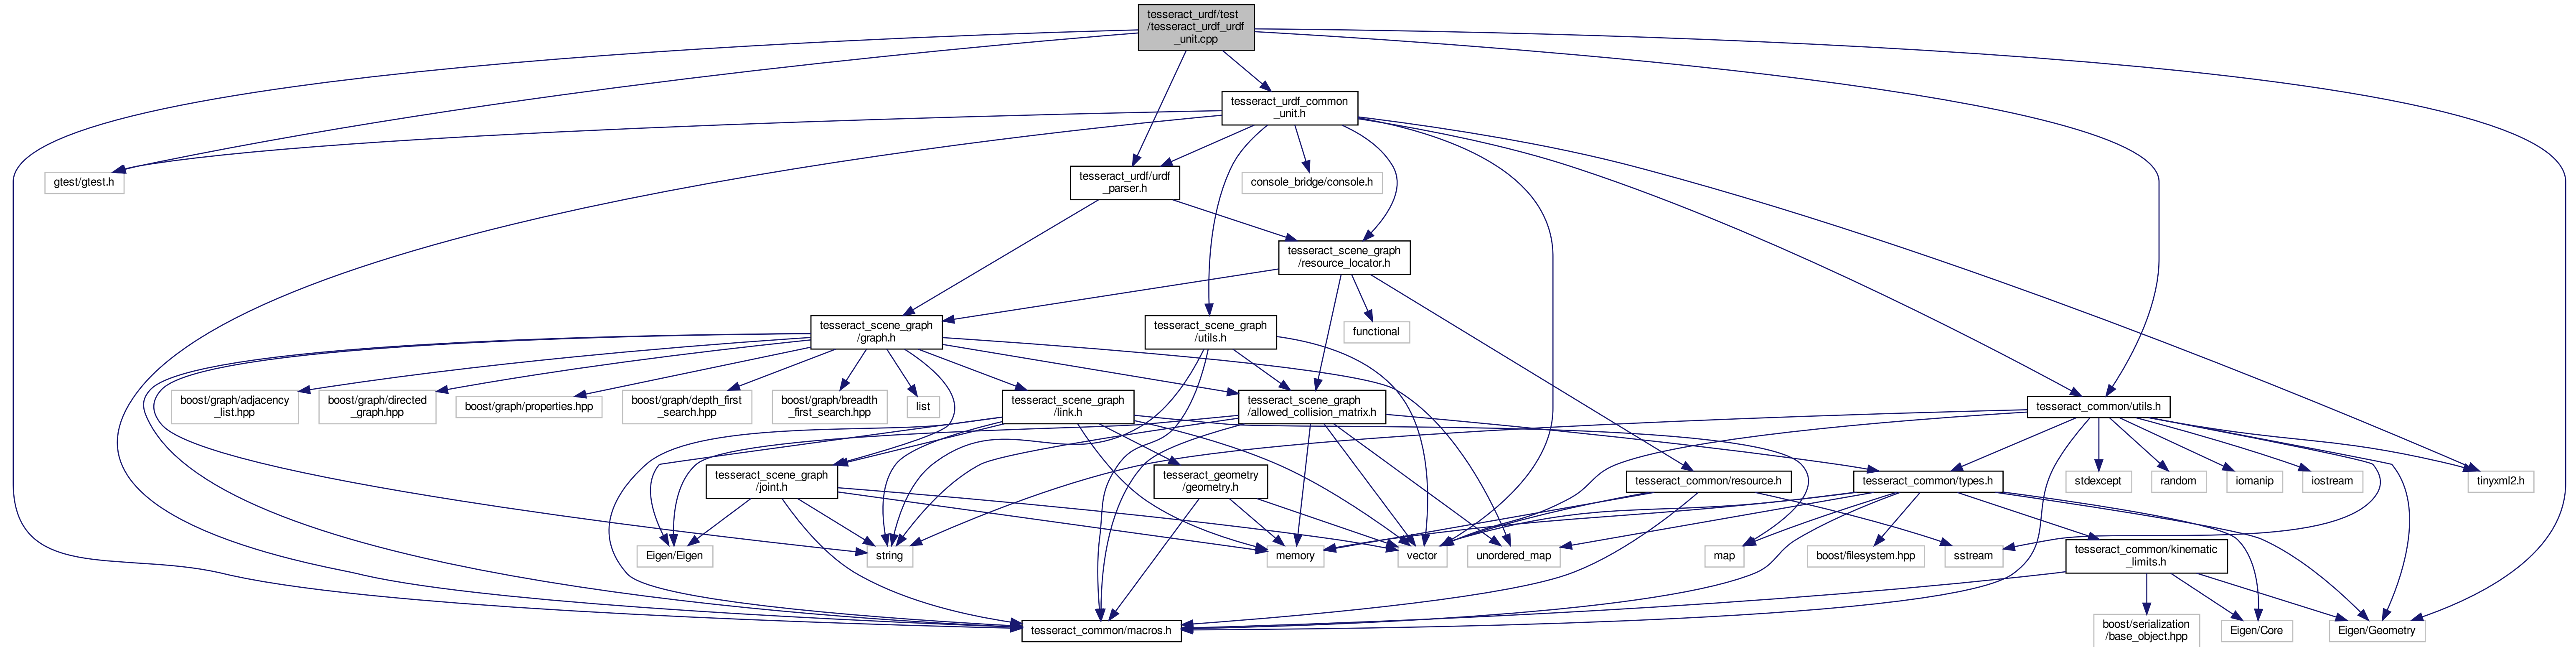 tesseract_urdf/test
/tesseract_urdf_urdf
_unit.cpp
tesseract_urdf_common
_unit.h
gtest/gtest.h
tesseract_urdf/urdf
_parser.h
console_bridge/console.h
tesseract_scene_graph
/resource_locator.h
tesseract_scene_graph
/graph.h
tesseract_scene_graph
/utils.h
functional
boost/graph/adjacency
_list.hpp
boost/graph/directed
_graph.hpp
boost/graph/properties.hpp
boost/graph/depth_first
_search.hpp
boost/graph/breadth
_first_search.hpp
list
tesseract_scene_graph
/link.h
tesseract_scene_graph
/allowed_collision_matrix.h
tesseract_common/utils.h
tesseract_scene_graph
/joint.h
tesseract_geometry
/geometry.h
tesseract_common/resource.h
tesseract_common/types.h
stdexcept
random
iomanip
iostream
tinyxml2.h
Eigen/Eigen
string
memory
vector
unordered_map
map
boost/filesystem.hpp
sstream
tesseract_common/kinematic
_limits.h
tesseract_common/macros.h
boost/serialization
/base_object.hpp
Eigen/Core
Eigen/Geometry